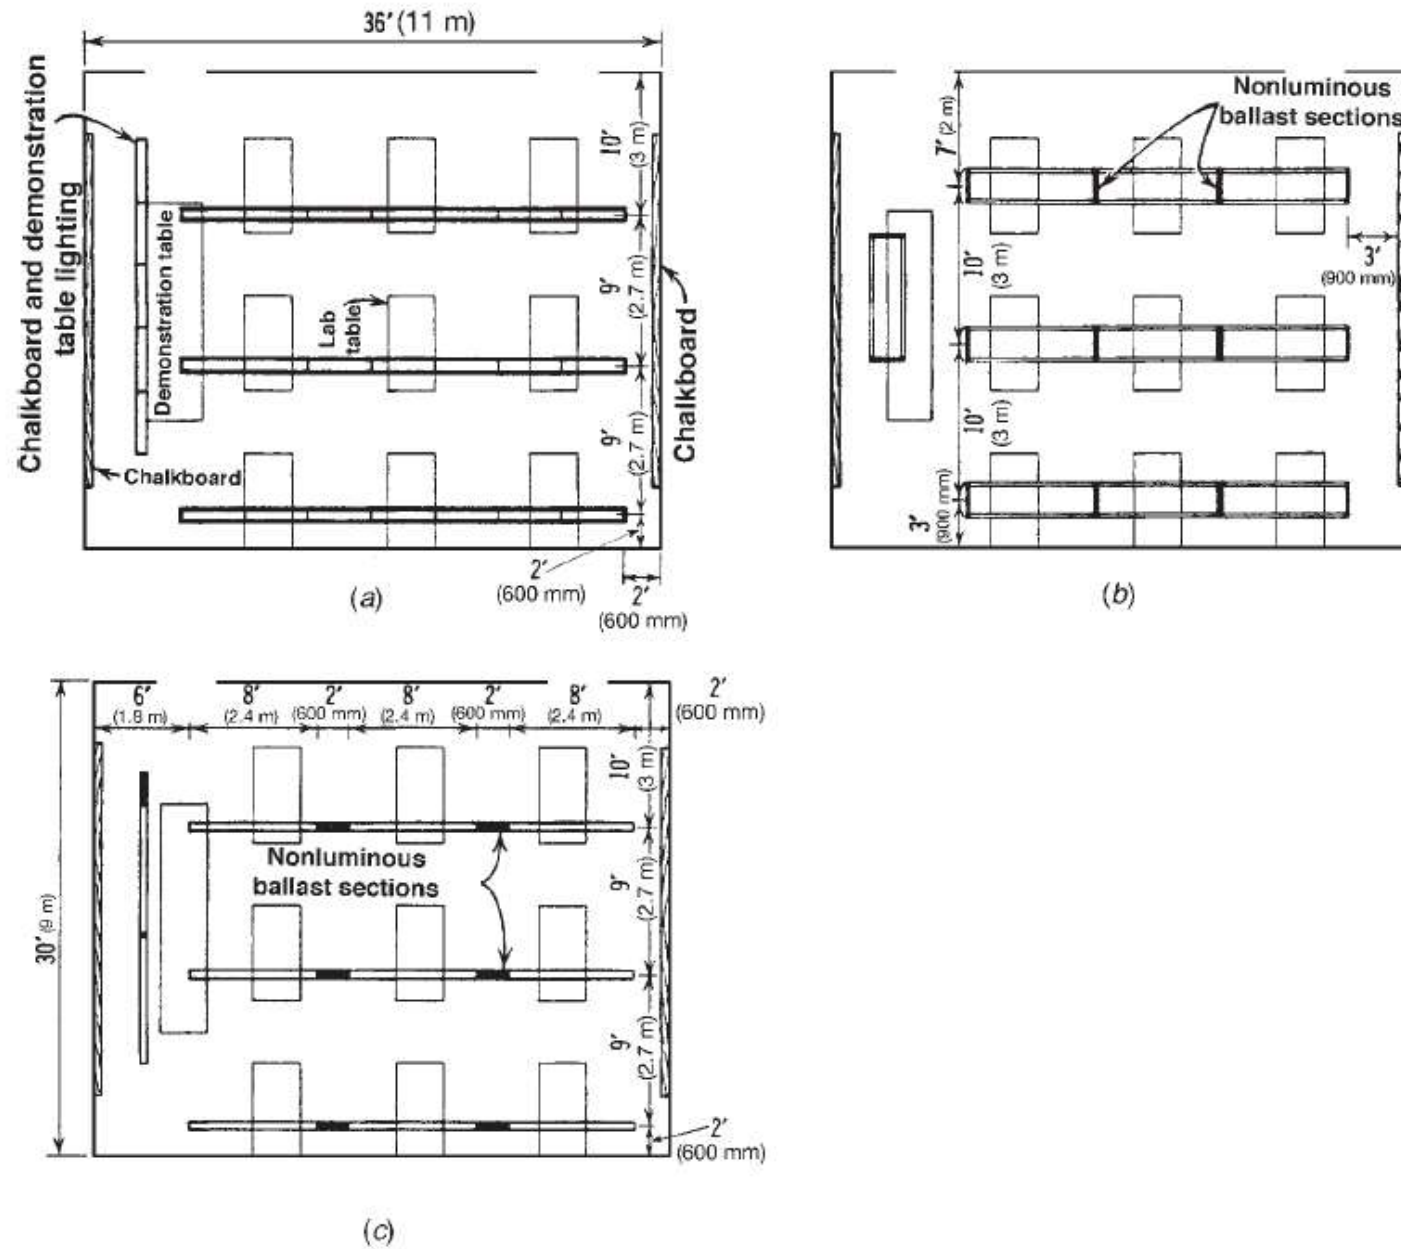 36′ (11 m)
Chalkboard and demonstration
table lighting
Demonstration table
Chalkboard
Lab
table
10′
(3 m)
9′
(2.7 m)
9′
(2.7 m)
Chalkboard
2′
(600 mm)
2′
(600 mm)
(a)
Nonluminous
ballast sections
7′ (2 m)
10′
(3 m)
10′
(3 m)
3′
(900 mm)
3′
(900 mm)
(b)
6′
(1.8 m)
8′
(2.4 m)
2′
(600 mm)
8′
(2.4 m)
2′
(600 mm)
8′
(2.4 m)
2′
(600 mm)
10′
(3 m)
Nonluminous
ballast sections
9′
(2.7 m)
30′ (9 m)
9′
(2.7 m)
2′
(600 mm)
(c)